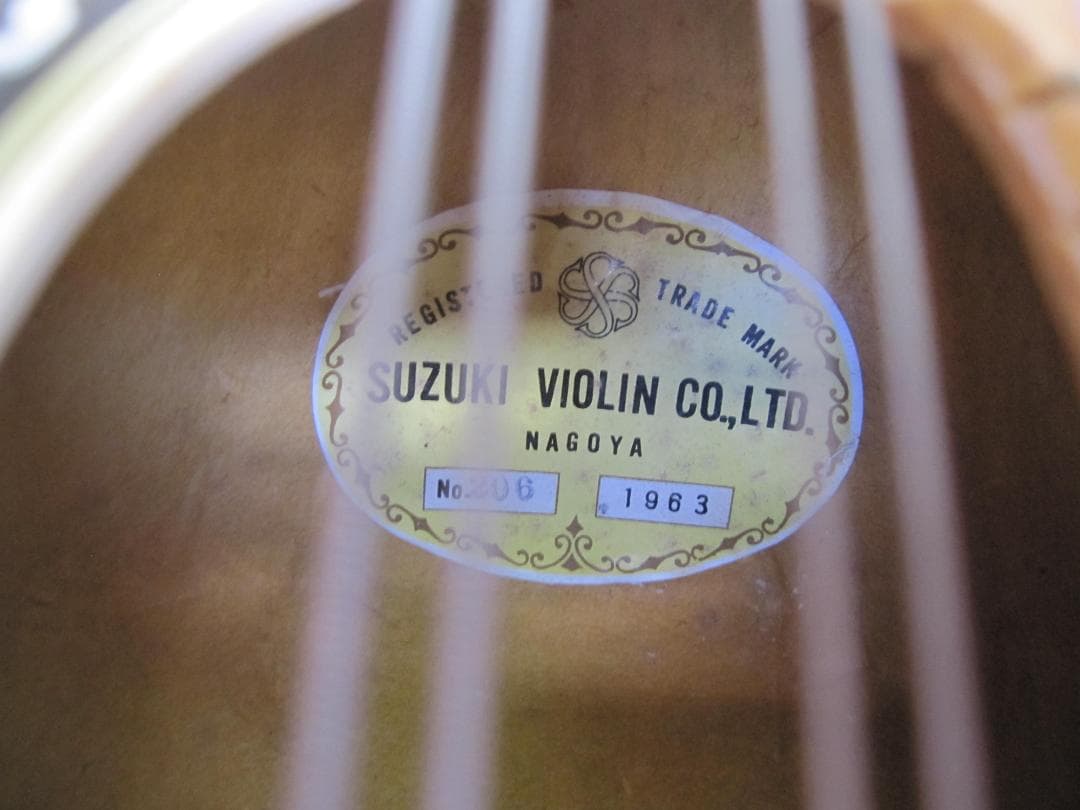 REGISTERED TRADE MARK
SUZUKI VIOLIN CO.,LTD.
NAGOYA
No. 206 1963